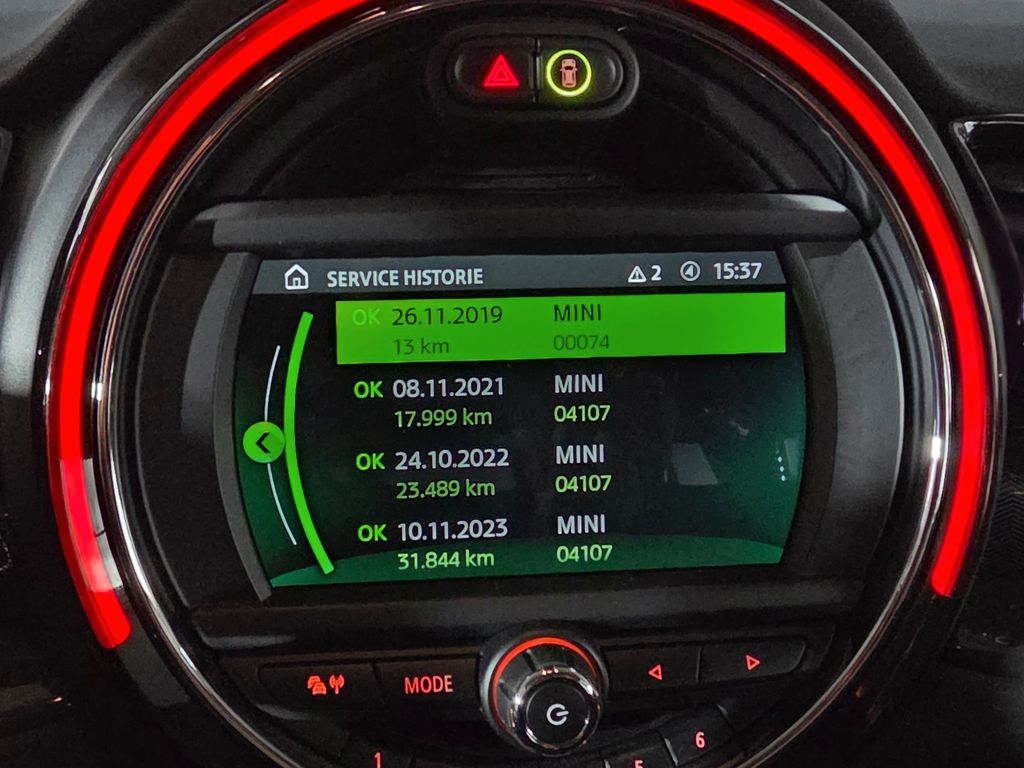 SERVICE HISTORIE 2 15:37
OK 26.11.2019 MINI
13 km 00074
OK 08.11.2021 MINI
17.999 km 04107
OK 24.10.2022 MINI
23.489 km 04107
OK 10.11.2023 MINI
31.844 km 04107
MODE
1 5 6